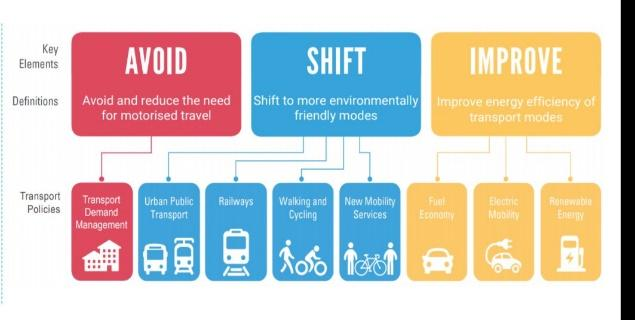 Key
Elements
AVOID
SHIFT
IMPROVE
Definitions
Avoid and reduce the need
for motorised travel
Shift to more environmentally
friendly modes
Improve energy efficiency of
transport modes
Transport
Policies
Transport
Demand
Management
Urban Public
Transport
Railways
Walking and
Cycling
New Mobility
Services
Fuel
Economy
Electric
Mobility
Renewable
Energy